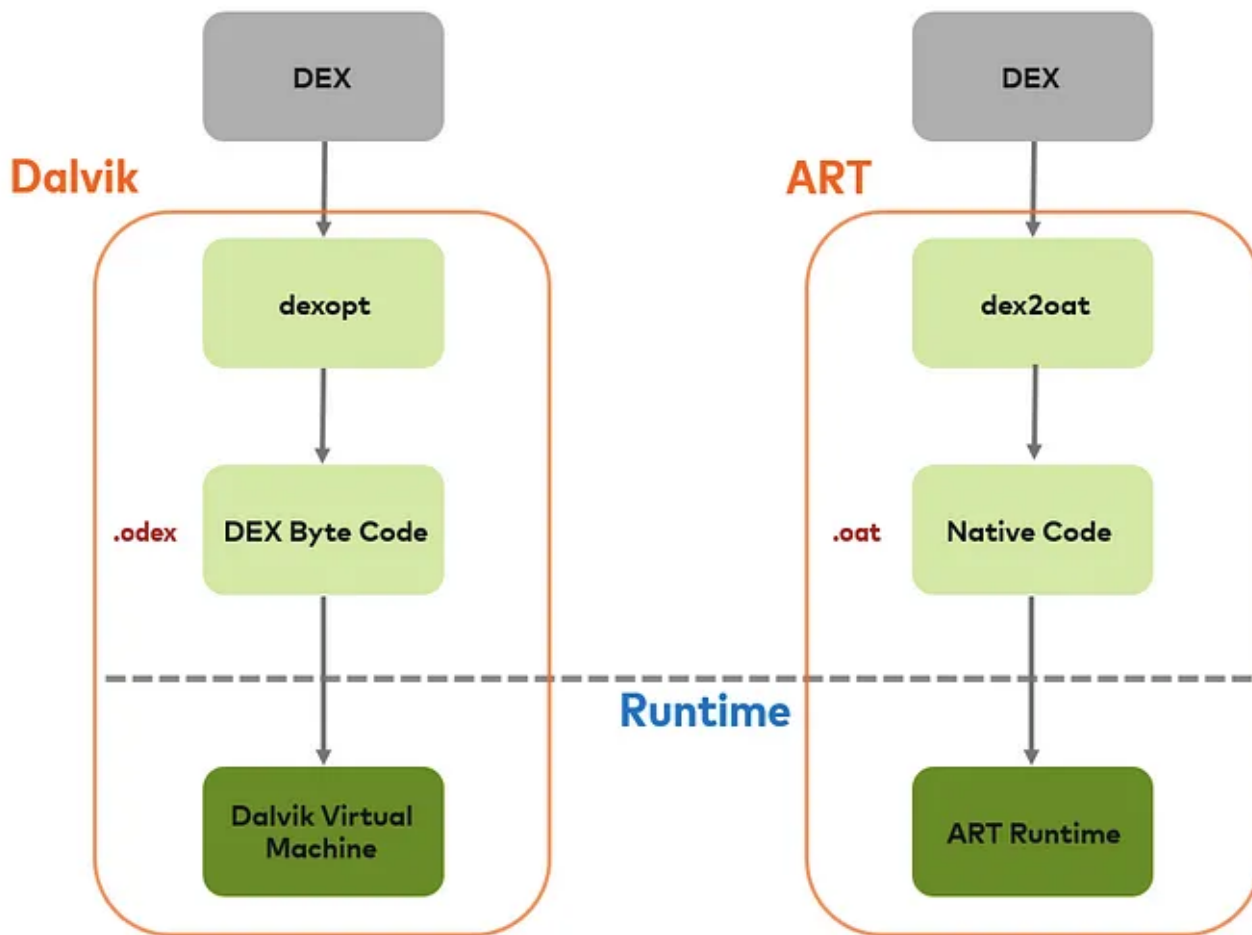 DEX
DEX
Dalvik
ART
dexopt
dex2oat
.odex
DEX Byte Code
.oat
Native Code
Runtime
Dalvik Virtual
Machine
ART Runtime